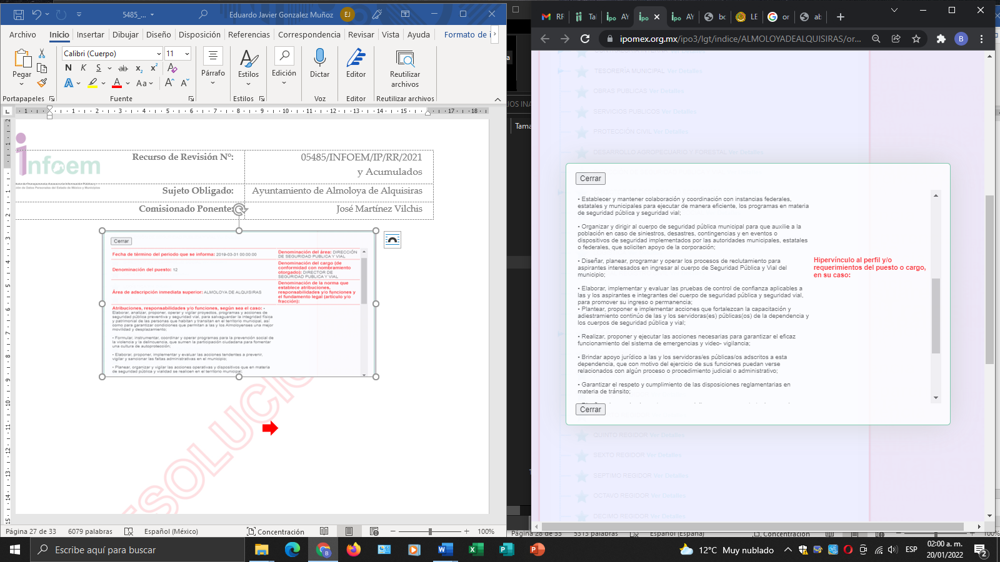 5485_...
Eduardo Javier Gonzalez Muñoz
EJ
Archivo
Inicio
Insertar
Dibujar
Diseño
Disposición
Referencias
Correspondencia
Revisar
Vista
Ayuda
Formato de i
Pegar
Calibri (Cuerpo)
11
N K S ab x₂ x²
A Aa A A
Párrafo
Estilos
Edición
Dictar
Editor
Reutilizar
archivos
Portapapeles
Fuente
Estilos
Voz
Editor
Reutilizar archivos
infoem
Recurso de Revisión N°:
05485/INFOEM/IP/RR/2021
y Acumulados
Sujeto Obligado:
Ayuntamiento de Almoloya de Alquisiras
Comisionado Ponente:
José Martínez Vilchis
Cerrar
Fecha de término del periodo que se informa: 2019-03-31 00:00:00
Denominación del área: DIRECCIÓN
DE SEGURIDAD PUBLICA Y VIAL
Denominación del puesto: 12
Denominación del cargo (de
conformidad con nombramiento
otorgado): DIRECTOR DE
SEGURIDAD PUBLICA Y VIAL
Área de adscripción inmediata superior: ALMOLOYA DE ALQUISIRAS
Denominación de la norma que
establece atribuciones,
responsabilidades y/o funciones y
el fundamento legal (artículo y/o
fracción):
Atribuciones, responsabilidades y/o funciones, según sea el caso: •
Elaborar, analizar, proponer, operar y vigilar proyectos, programas y acciones de
seguridad pública preventiva y seguridad vial, para salvaguardar la integridad física
y patrimonial de las personas que habitan y transitan en el territorio municipal, así
como para garantizar condiciones que permitan a las y los Almoloyenses una mejor
movilidad y desplazamiento;
• Formular, instrumentar, coordinar y operar programas para la prevención social de
la violencia y la delincuencia, que sumen la participación ciudadana para fomentar
una cultura de autoprotección;
• Elaborar, proponer, implementar y evaluar las acciones tendentes a prevenir,
vigilar y sancionar las faltas administrativas en el municipio;
• Planear, organizar y vigilar las acciones operativas y dispositivos que en materia
de seguridad pública y vialidad se realicen en el territorio municipal;
ESOLUCIÓ
Página 27 de 33
6079 palabras
Español (México)
Concentración
100%
IOS INA
Tama
RF
Ta
AY
AY
bc
LE
or
ab
ipomex.org.mx/ipo3/lgt/indice/ALMOLOYADEALQUISIRAS/or...
B
TESORERÍA MUNICIPAL Ver Detalles
OBRAS PUBLICAS Ver Detalles
SERVICIOS PUBLICOS Ver Detalles
PROTECCIÓN CIVIL Ver Detalles
DESARROLLO AGROPECUARIO Y FORESTAL Ver Detalles
Cerrar
• Establecer y mantener colaboración y coordinación con instancias federales,
estatales y municipales para ejecutar de manera eficiente, los programas en materia
de seguridad pública y seguridad vial;
• Organizar y dirigir al cuerpo de seguridad pública municipal para que auxilie a la
población en caso de siniestros, desastres, contingencias y en eventos o
dispositivos de seguridad implementados por las autoridades municipales, estatales
o federales, que soliciten apoyo de la corporación;
• Diseñar, planear, programar y operar los procesos de reclutamiento para
aspirantes interesados en ingresar al cuerpo de Seguridad Pública y Vial del
municipio;
Hipervínculo al perfil y/o
requerimientos del puesto o cargo,
en su caso:
• Elaborar, implementar y evaluar las pruebas de control de confianza aplicables a
las y los aspirantes e integrantes del cuerpo de seguridad pública y seguridad vial,
para promover su ingreso o permanencia;
• Plantear, proponer e implementar acciones que fortalezcan la capacitación y
adiestramiento continúo de las y los servidoras(es) públicas(os) de la dependencia y
los cuerpos de seguridad pública y vial;
• Realizar, proponer y ejecutar las acciones necesarias para garantizar el eficaz
funcionamiento del sistema de emergencias y video- vigilancia;
• Brindar apoyo jurídico a las y los servidoras/es públicas/os adscritos a esta
dependencia, que con motivo del ejercicio de sus funciones puedan verse
relacionados con algún proceso o procedimiento judicial o administrativo;
• Garantizar el respeto y cumplimiento de las disposiciones reglamentarias en
materia de tránsito;
Cerrar
QUINTO REGIDOR Ver Detalles
SEXTO REGIDOR Ver Detalles
SEPTIMO REGIDOR Ver Detalles
OCTAVO REGIDOR Ver Detalles
DECIMO REGIDOR Ver Detalles
Página 28 de 33
5513 palabras
Español (España)
Concentración
100%
Escribe aquí para buscar
12°C Muy nublado
ESP
02:00 a. m.
20/01/2022
2